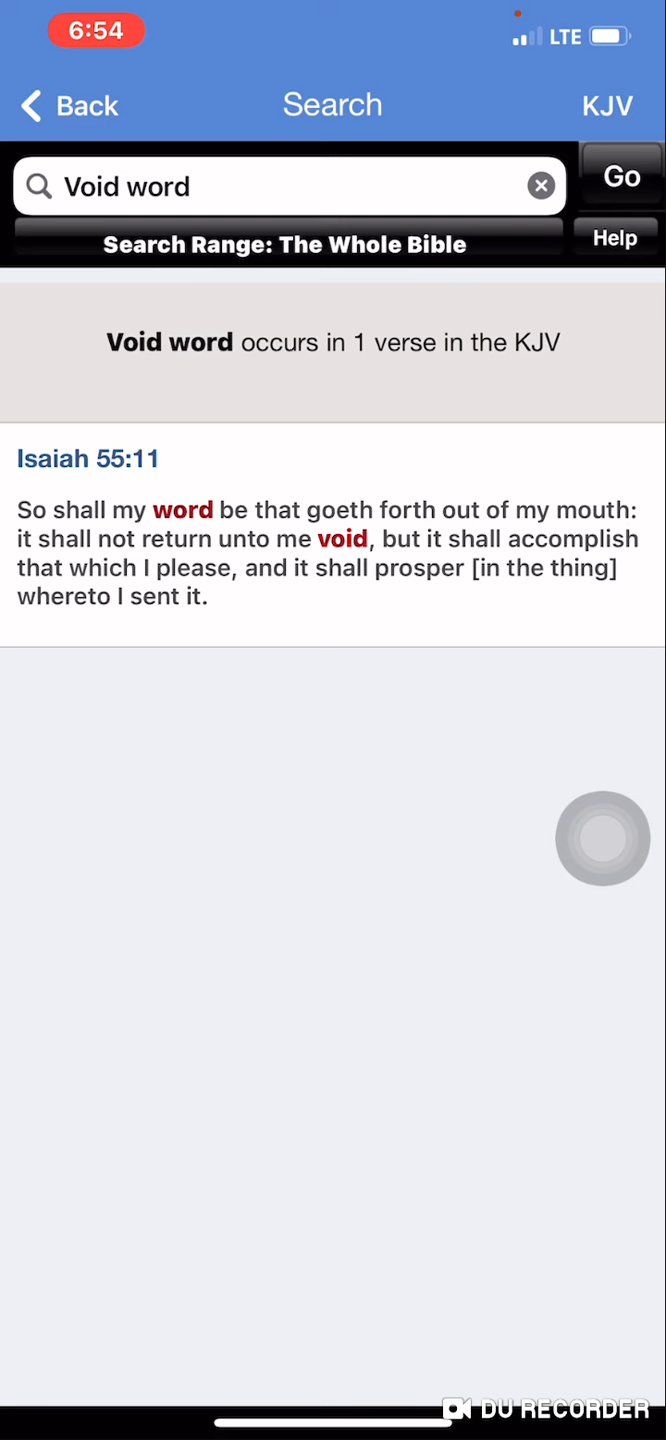 6:54
LTE
Back
Search
KJV
Void word
Go
Search Range: The Whole Bible
Help
Void word occurs in 1 verse in the KJV
Isaiah 55:11
So shall my word be that goeth forth out of my mouth:
it shall not return unto me void, but it shall accomplish
that which I please, and it shall prosper [in the thing]
whereto I sent it.
DU RECORDER